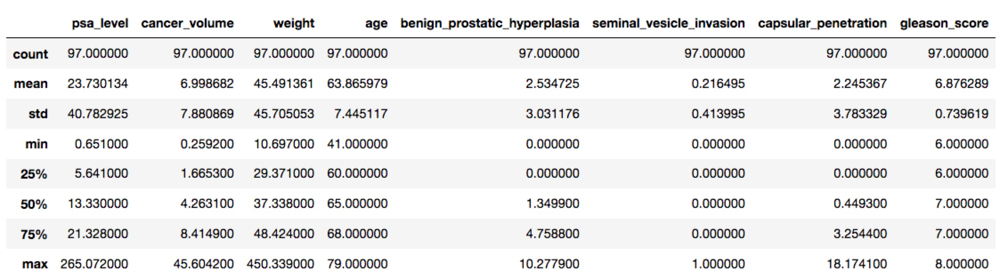 psa_level cancer_volume weight age benign_prostatic_hyperplasia seminal_vesicle_invasion capsular_penetration gleason_score
count 97.000000 97.000000 97.000000 97.000000 97.000000 97.000000 97.000000 97.000000
mean 23.730134 6.998682 45.491361 63.865979 2.534725 0.216495 2.245367 6.876289
std 40.782925 7.880869 45.705053 7.445117 3.031176 0.413995 3.783329 0.739619
min 0.651000 0.259200 10.697000 41.000000 0.000000 0.000000 0.000000 6.000000
25% 5.641000 1.665300 29.371000 60.000000 0.000000 0.000000 0.000000 6.000000
50% 13.330000 4.263100 37.338000 65.000000 1.349900 0.000000 0.449300 7.000000
75% 21.328000 8.414900 48.424000 68.000000 4.758800 0.000000 3.254400 7.000000
max 265.072000 45.604200 450.339000 79.000000 10.277900 1.000000 18.174100 8.000000